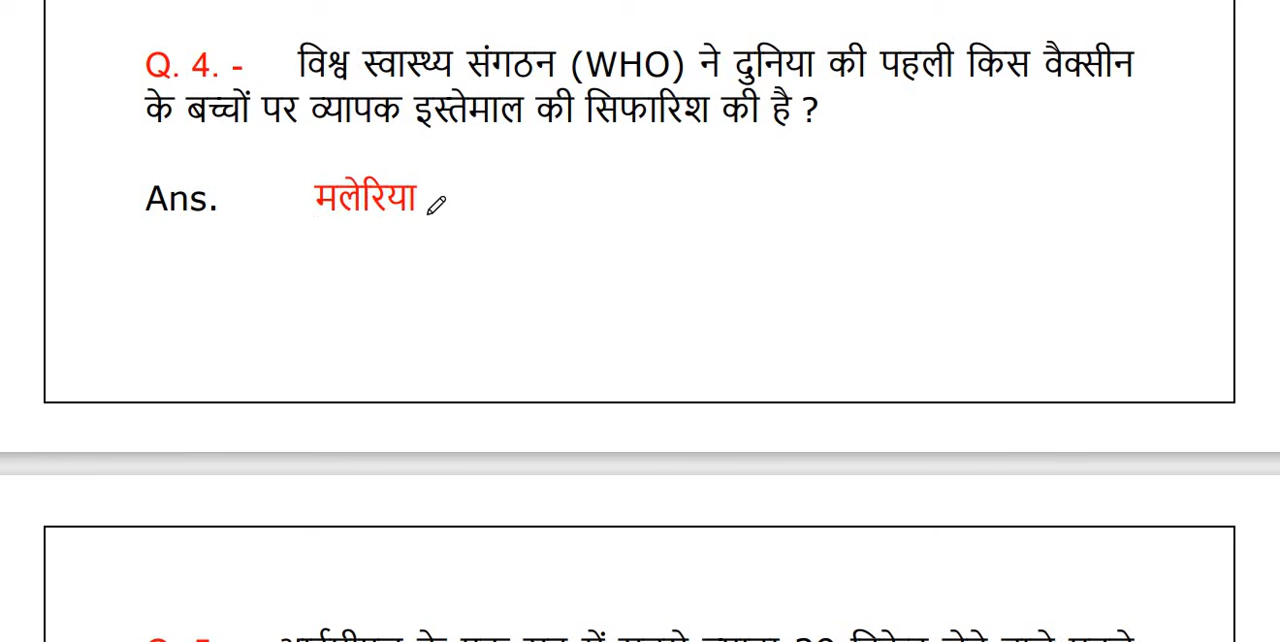 Q. 4. - विश्व स्वास्थ्य संगठन (WHO) ने दुनिया की पहली किस वैक्सीन
के बच्चों पर व्यापक इस्तेमाल की सिफारिश की है ?
Ans. मलेरिया